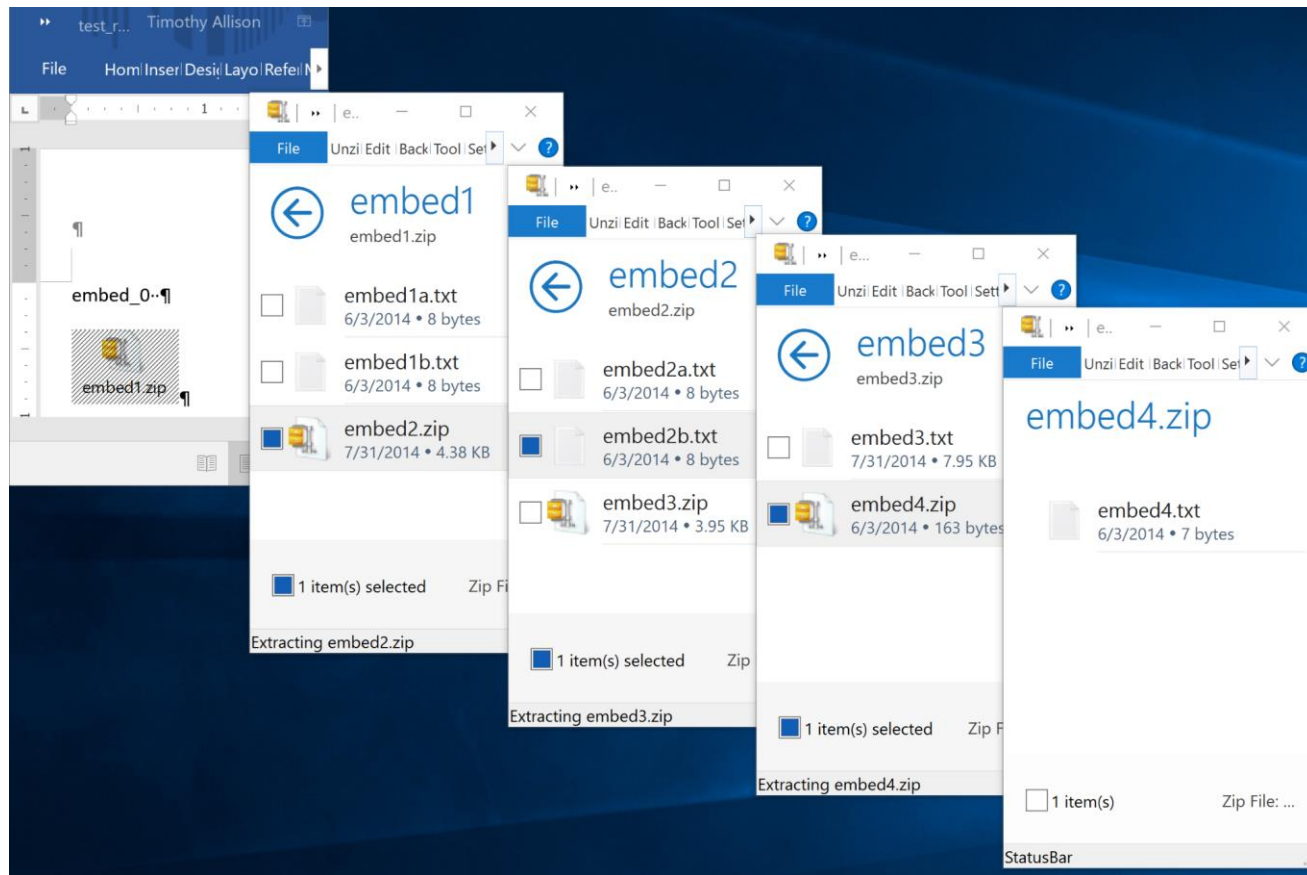 test_r... Timothy Allison
File Hom Inser Desi Layo Refer
1
¶
embed_0··¶
embed1.zip ¶
e..
File Unzi Edit Back Tool Set
embed1
embed1.zip
embed1a.txt
6/3/2014 • 8 bytes
embed1b.txt
6/3/2014 • 8 bytes
embed2.zip
7/31/2014 • 4.38 KB
1 item(s) selected Zip Fi
Extracting embed2.zip
e..
File Unzi Edit Back Tool Set
embed2
embed2.zip
embed2a.txt
6/3/2014 • 8 bytes
embed2b.txt
6/3/2014 • 8 bytes
embed3.zip
7/31/2014 • 3.95 KB
1 item(s) selected Zip
Extracting embed3.zip
e...
File Unzi Edit Back Tool Sett
embed3
embed3.zip
embed3.txt
7/31/2014 • 7.95 KB
embed4.zip
6/3/2014 • 163 bytes
1 item(s) selected Zip F
Extracting embed4.zip
e..
File Unzi Edit Back Tool Set
embed4.zip
embed4.txt
6/3/2014 • 7 bytes
1 item(s) Zip File: ...
StatusBar